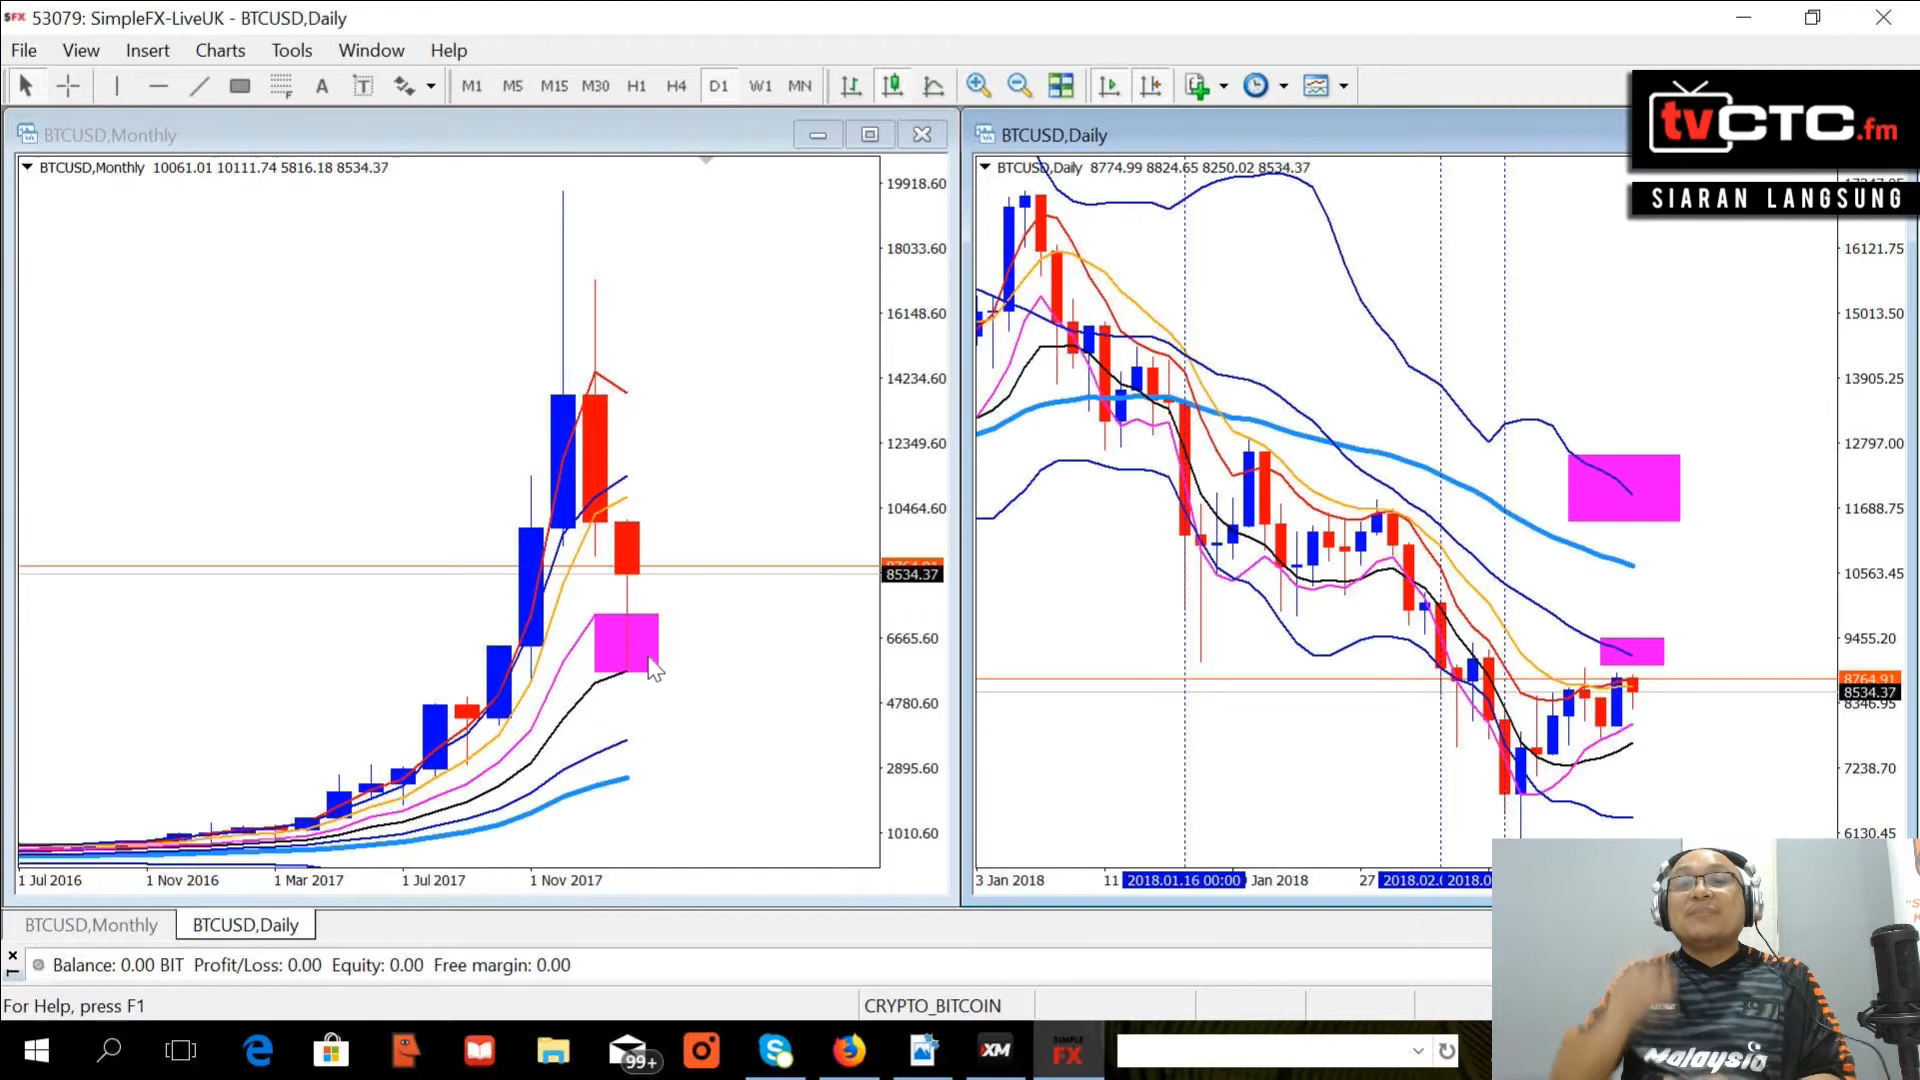 53079: SimpleFX-LiveUK - BTCUSD,Daily
File View Insert Charts Tools Window Help
M1 M5 M15 M30 H1 H4 D1 W1 MN
tvCTC.fm
SIARAN LANGSUNG
BTCUSD,Monthly
BTCUSD,Monthly 10061.01 10111.74 5816.18 8534.37
19918.60
18033.60
16148.60
14234.60
12349.60
10464.60
8534.37
6665.60
4780.60
2895.60
1010.60
1 Jul 2016 1 Nov 2016 1 Mar 2017 1 Jul 2017 1 Nov 2017
BTCUSD,Daily
BTCUSD,Daily 8774.99 8824.65 8250.02 8534.37
16121.75
15013.50
13905.25
12797.00
11688.75
10563.45
9455.20
8764.91
8534.37
8346.95
7238.70
6130.45
3 Jan 2018 11 2018.01.16 00:00 Jan 2018 27
BTCUSD,Monthly BTCUSD,Daily
Balance: 0.00 BIT Profit/Loss: 0.00 Equity: 0.00 Free margin: 0.00
For Help, press F1
CRYPTO_BITCOIN
99+
XM
SIMPLE
FX
Malaysia